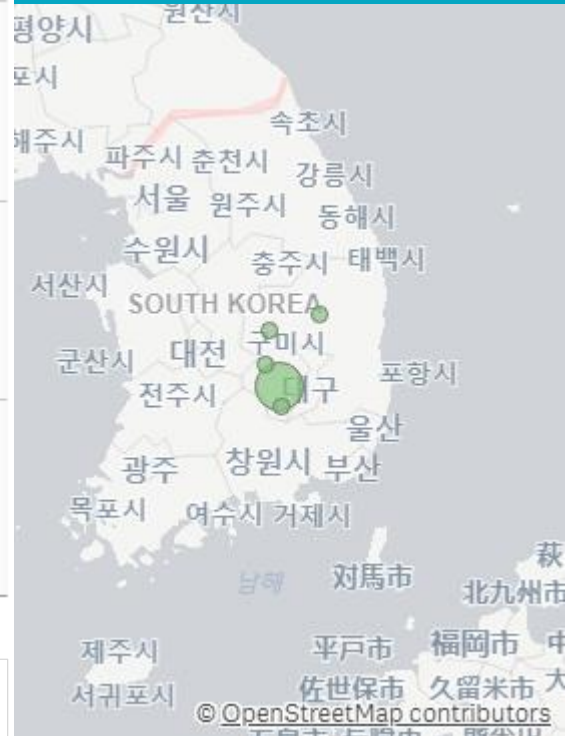 원산시
평양시
포시
속초시
해주시
파주시 춘천시
강릉시
서울 원주시
동해시
수원시
충주시 태백시
서산시
SOUTH KOREA
구미시
군산시 대전
대구 포항시
전주시
울산
창원시 부산
광주
목포시 여수시 거제시
남해
対馬市
萩
北九州市
제주시
平戸市 福岡市 中
서귀포시
佐世保市 久留米市 大
© OpenStreetMap contributors